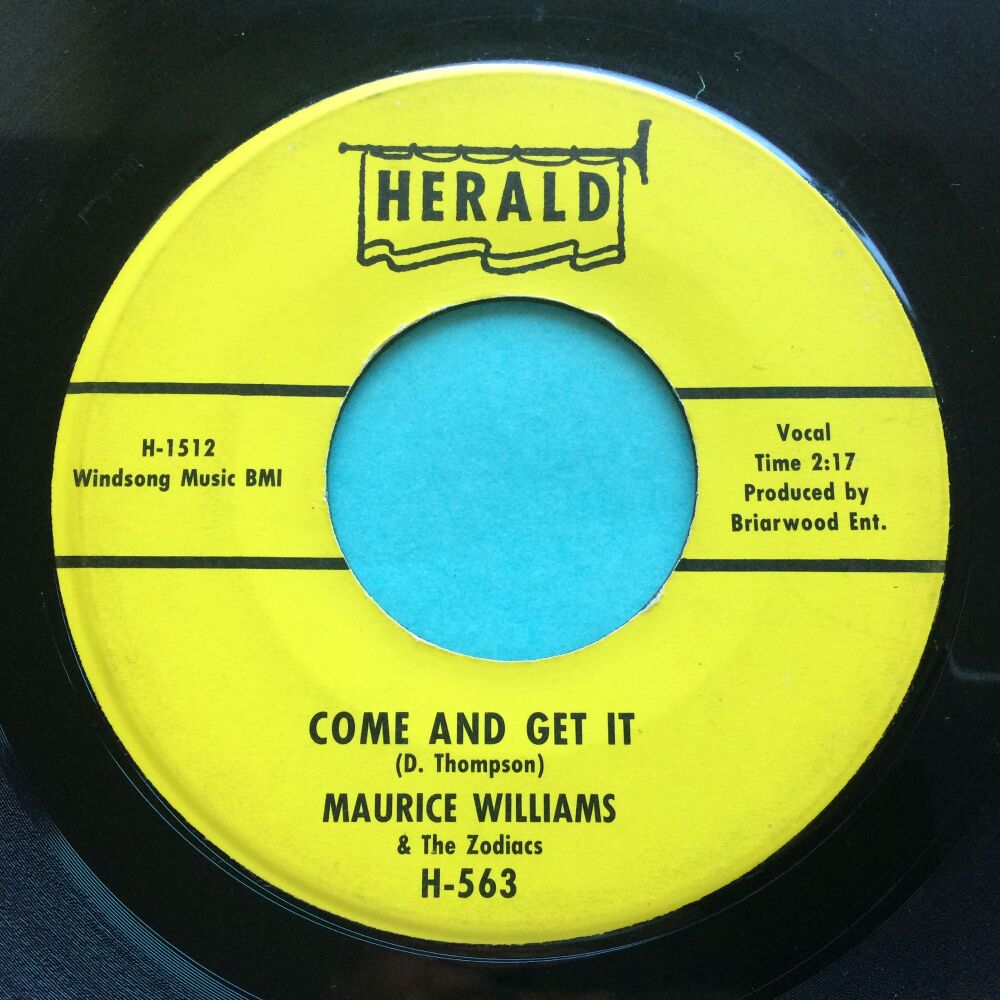 HERALD
H-1512
Windsong Music BMI
Vocal
Time 2:17
Produced by
Briarwood Ent.
COME AND GET IT
(D. Thompson)
MAURICE WILLIAMS
& The Zodiacs
H-563